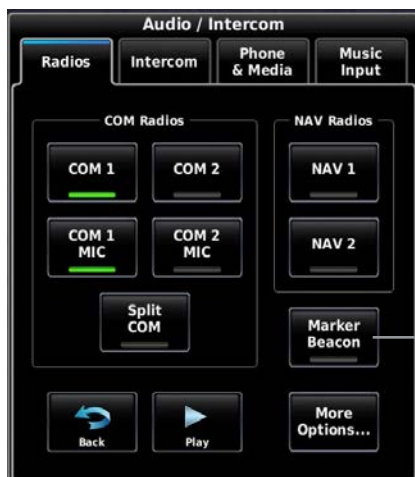 Audio / Intercom
Radios
Intercom
Phone
& Media
Music
Input
COM Radios
COM 1
COM 2
COM 1
MIC
COM 2
MIC
Split
COM
NAV Radios
NAV 1
NAV 2
Marker
Beacon
Back
Play
More
Options...